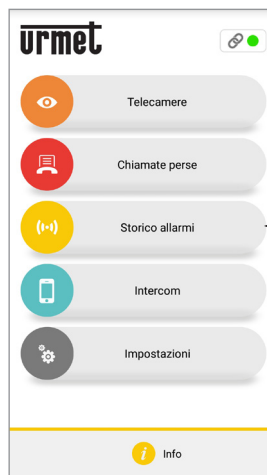 urmet
Telecamere
Chiamate perse
Storico allarmi
Intercom
Impostazioni
i Info